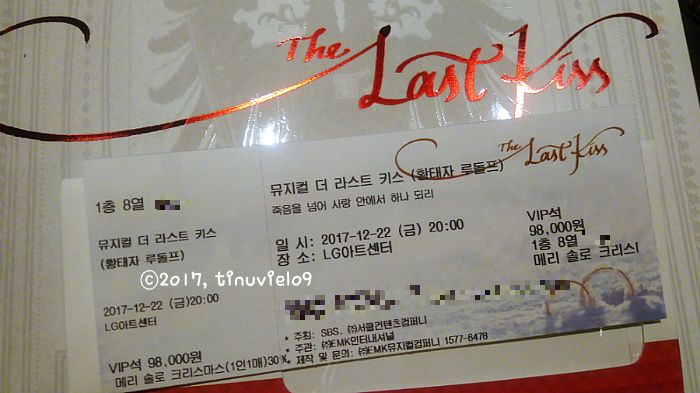 The Last Kiss
The Last Kiss
1층 8열
뮤지컬 더 라스트 키스
(황태자 루돌프)
2017-12-22 (금)20:00
LG아트센터
VIP석 98,000원
메리 솔로 크리스마스(1인1매)30%
뮤지컬 더 라스트 키스 (황태자 루돌프)
죽음을 넘어 사랑 안에서 하나 되리
일 시: 2017-12-22 (금) 20:00
장 소: LG아트센터
VIP석
98,000원
1층 8열
메리 솔로 크리스
• 주최: SBS, ㈜서클컨텐츠컴퍼니
• 주관: ㈜EMK인터내셔널
• 제작 및 문의: ㈜EMK뮤지컬컴퍼니 1577-6478
©2017, tinuviel09